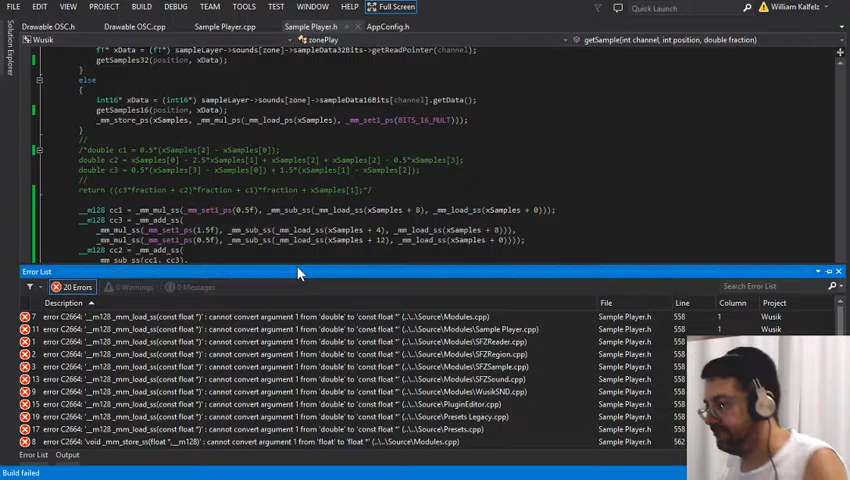 FILE EDIT VIEW PROJECT BUILD DEBUG TEAM TOOLS TEST WINDOW HELP Full Screen Quick Launch William Kalfelz
Drawable OSC.h Drawable OSC.cpp Sample Player.cpp Sample Player.h AppConfig.h
Solution Explorer
Wusik zonePlay getSample(int channel, int position, double fraction)
fT* xData = (fT*) sampleLayer->sounds[zone]->sampleData32Bits->getReadPointer(channel);
getSamples32(position, xData);
}
else
{
int16* xData = (int16*) sampleLayer->sounds[zone]->sampleData16Bits[channel].getData();
getSamples16(position, xData);
_mm_store_ps(xSamples, _mm_mul_ps(_mm_load_ps(xSamples), _mm_set1_ps(BITS_16_MULT)));
}
//
/*double c1 = 0.5*(xSamples[2] - xSamples[0]);
double c2 = xSamples[0] - 2.5*xSamples[1] + xSamples[2] + xSamples[2] - 0.5*xSamples[3];
double c3 = 0.5*(xSamples[3] - xSamples[0]) + 1.5*(xSamples[1] - xSamples[2]);
//
return ((c3*fraction + c2)*fraction + c1)*fraction + xSamples[1];*/
__m128 cc1 = _mm_mul_ss(_mm_set1_ps(0.5f), _mm_sub_ss(_mm_load_ss(xSamples + 8), _mm_load_ss(xSamples + 0)));
__m128 cc3 = _mm_add_ss(
_mm_mul_ss(_mm_set1_ps(1.5f), _mm_sub_ss(_mm_load_ss(xSamples + 4), _mm_load_ss(xSamples + 8))),
_mm_mul_ss(_mm_set1_ps(0.5f), _mm_sub_ss(_mm_load_ss(xSamples + 12), _mm_load_ss(xSamples + 0))));
__m128 cc2 = _mm_add_ss(
_mm_sub_ss(cc1, cc3),
Error List
20 Errors 0 Warnings 0 Messages Search Error List
Description File Line Column Project
7 error C2664: '__m128 _mm_load_ss(const float *)' : cannot convert argument 1 from 'double' to 'const float *' (..\..\Source\Modules.cpp) Sample Player.h 558 1 Wusik
11 error C2664: '__m128 _mm_load_ss(const float *)' : cannot convert argument 1 from 'double' to 'const float *' (..\..\Source\Modules\Sample Player.cpp) Sample Player.h 558 1 Wusik
1 error C2664: '__m128 _mm_load_ss(const float *)' : cannot convert argument 1 from 'double' to 'const float *' (..\..\Source\Modules\SFZReader.cpp) Sample Player.h 558 1 Wusik
2 error C2664: '__m128 _mm_load_ss(const float *)' : cannot convert argument 1 from 'double' to 'const float *' (..\..\Source\Modules\SFZRegion.cpp) Sample Player.h 558
3 error C2664: '__m128 _mm_load_ss(const float *)' : cannot convert argument 1 from 'double' to 'const float *' (..\..\Source\Modules\SFZSample.cpp) Sample Player.h 558
13 error C2664: '__m128 _mm_load_ss(const float *)' : cannot convert argument 1 from 'double' to 'const float *' (..\..\Source\Modules\SFZSound.cpp) Sample Player.h 558
9 error C2664: '__m128 _mm_load_ss(const float *)' : cannot convert argument 1 from 'double' to 'const float *' (..\..\Source\Modules\WusikSND.cpp) Sample Player.h 558
15 error C2664: '__m128 _mm_load_ss(const float *)' : cannot convert argument 1 from 'double' to 'const float *' (..\..\Source\PluginEditor.cpp) Sample Player.h 558
19 error C2664: '__m128 _mm_load_ss(const float *)' : cannot convert argument 1 from 'double' to 'const float *' (..\..\Source\Presets Legacy.cpp) Sample Player.h 558
17 error C2664: '__m128 _mm_load_ss(const float *)' : cannot convert argument 1 from 'double' to 'const float *' (..\..\Source\Presets.cpp) Sample Player.h 558
8 error C2664: 'void _mm_store_ss(float *,__m128)' : cannot convert argument 1 from 'float' to 'float *' (..\..\Source\Modules.cpp) Sample Player.h 562
Error List Output
Build failed